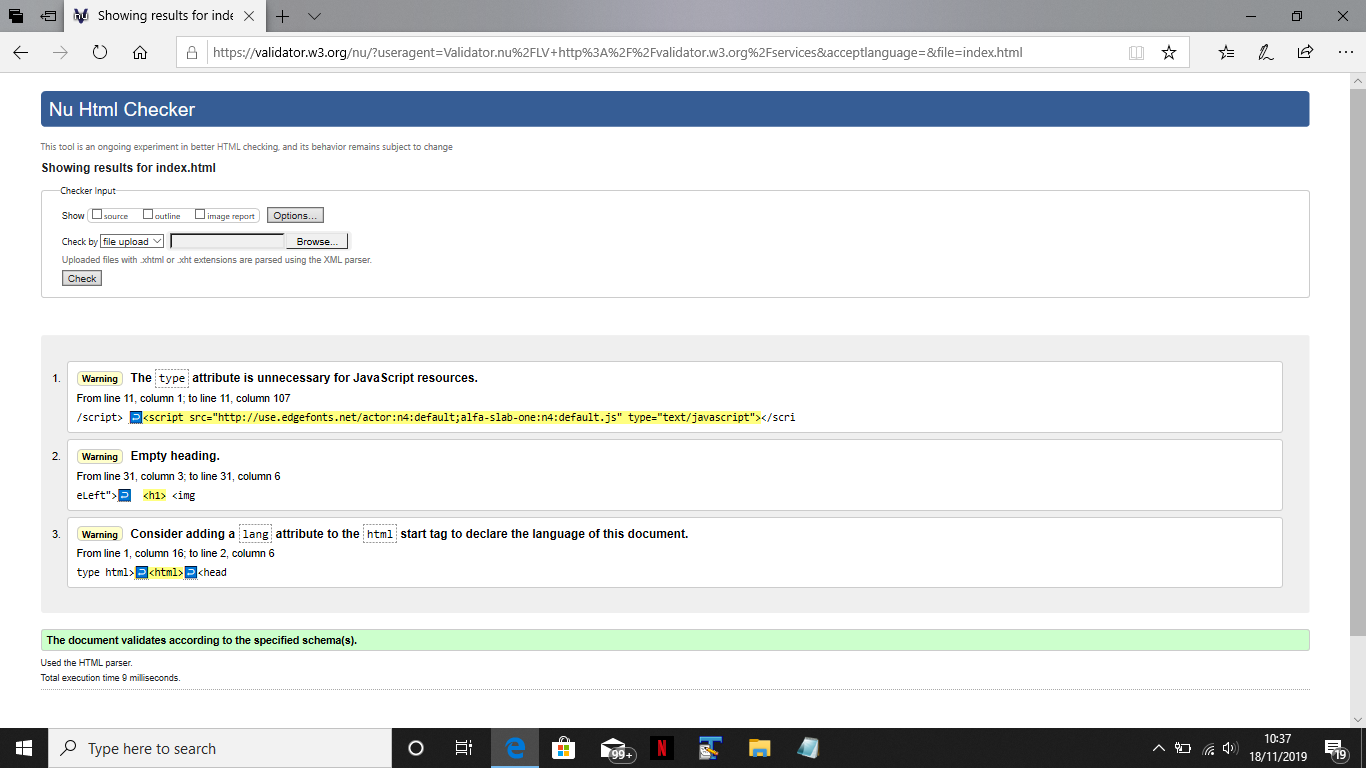 Showing results for inde
https://validator.w3.org/nu/?useragent=Validator.nu%2FLV+http%3A%2F%2Fvalidator.w3.org%2Fservices&acceptlanguage=&file=index.html
Nu Html Checker
This tool is an ongoing experiment in better HTML checking, and its behavior remains subject to change
Showing results for index.html
Checker Input
Show source outline image report Options...
Check by file upload Browse...
Uploaded files with .xhtml or .xht extensions are parsed using the XML parser.
Check
1. Warning The type attribute is unnecessary for JavaScript resources.
From line 11, column 1; to line 11, column 107
/script> <script src="http://use.edgefonts.net/actor:n4:default;alfa-slab-one:n4:default.js" type="text/javascript"></scri
2. Warning Empty heading.
From line 31, column 3; to line 31, column 6
eLeft"> <h1> <img
3. Warning Consider adding a lang attribute to the html start tag to declare the language of this document.
From line 1, column 16; to line 2, column 6
type html> <html> <head
The document validates according to the specified schema(s).
Used the HTML parser.
Total execution time 9 milliseconds.
Type here to search
99+
N
10:37
18/11/2019
19